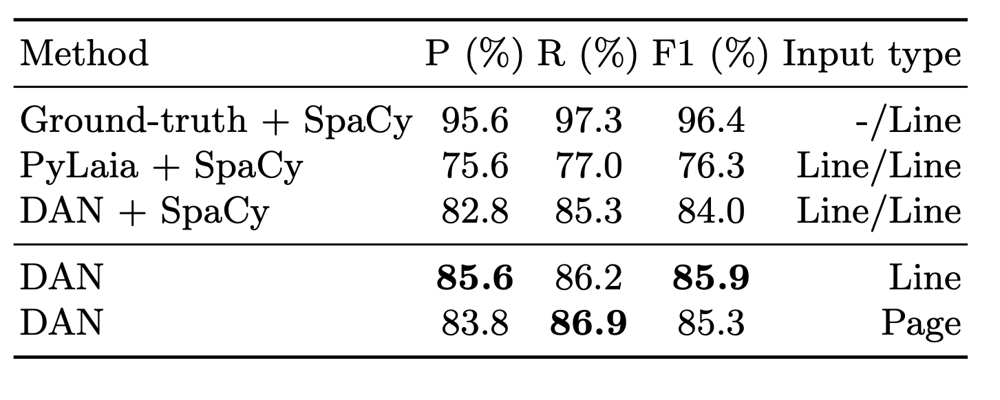 Method P (%) R (%) F1 (%) Input type
Ground-truth + SpaCy 95.6 97.3 96.4 -/Line
PyLaia + SpaCy 75.6 77.0 76.3 Line/Line
DAN + SpaCy 82.8 85.3 84.0 Line/Line
DAN 85.6 86.2 85.9 Line
DAN 83.8 86.9 85.3 Page